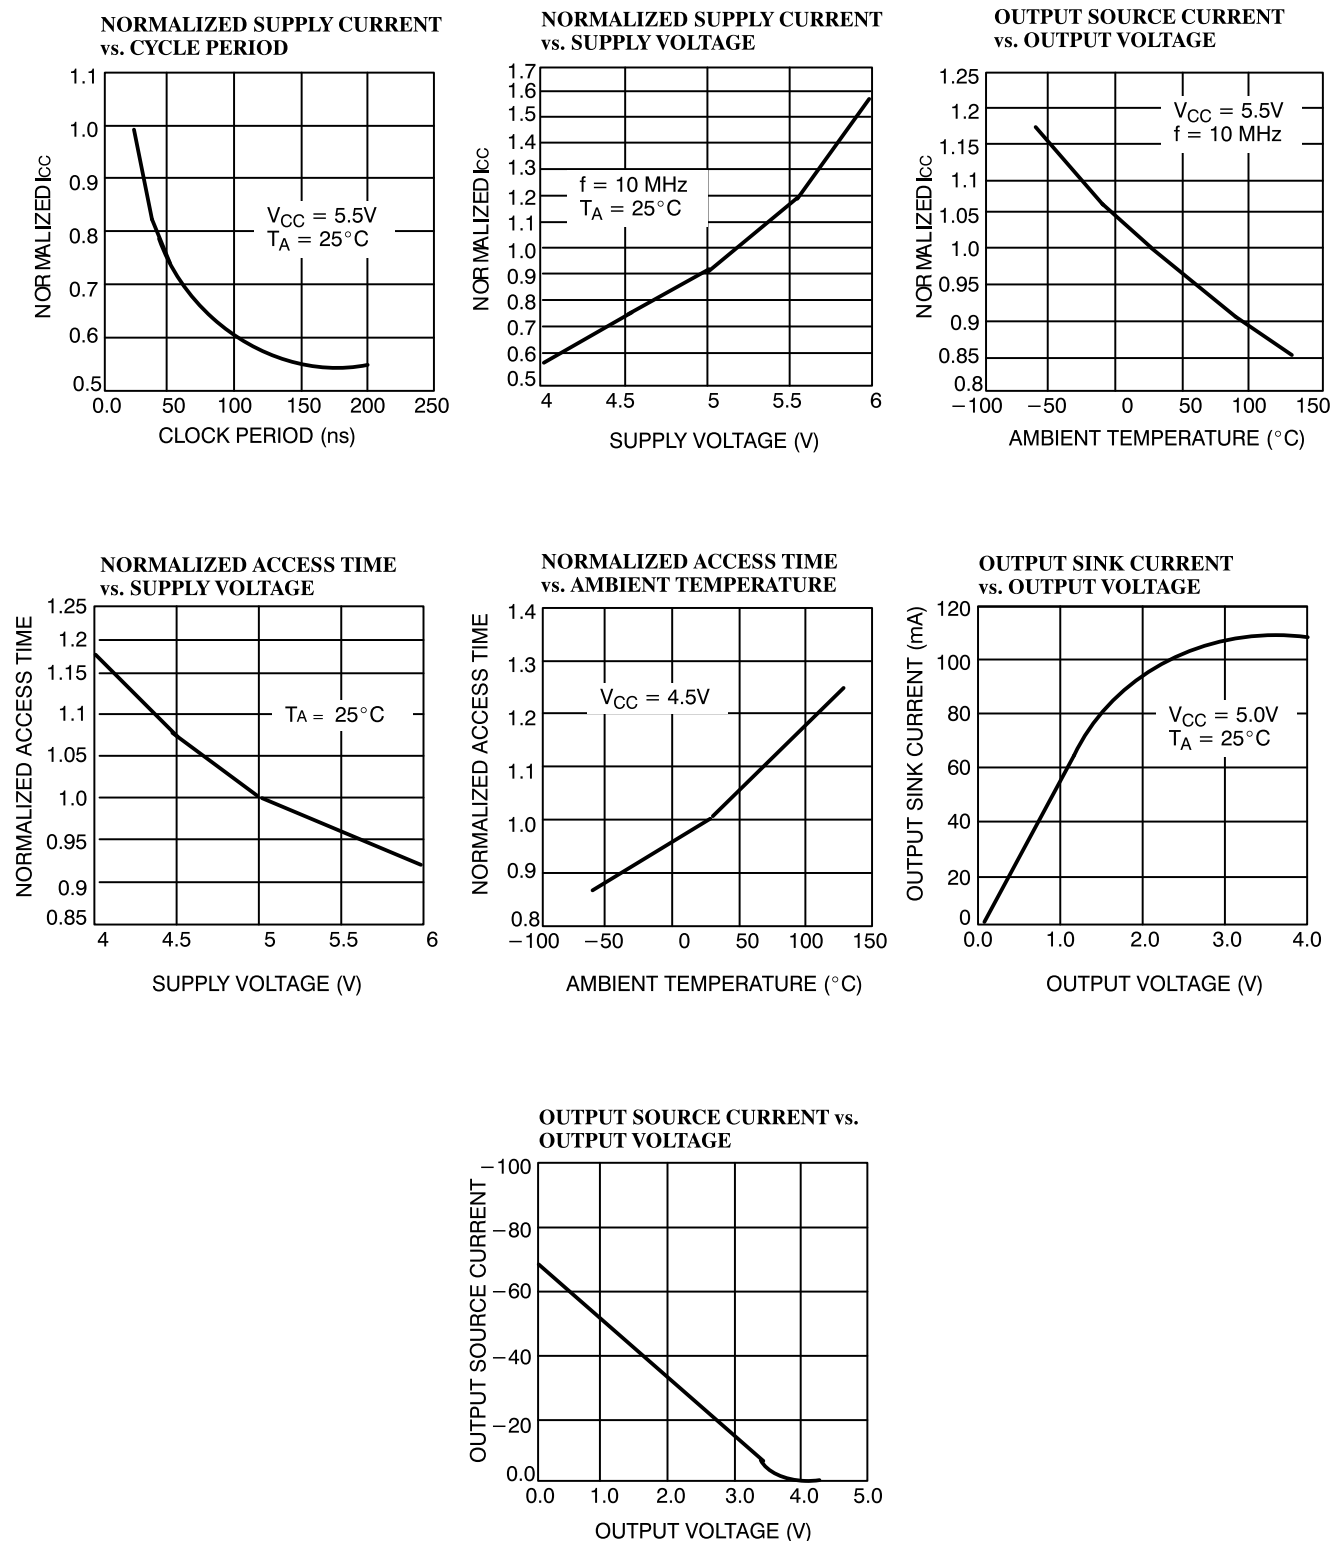 NORMALIZED SUPPLY CURRENT
vs. CYCLE PERIOD
1.1
1.0
0.9
0.8
0.7
0.6
0.5
NORMALIZED ICC
VCC = 5.5V
TA = 25°C
0.0 50 100 150 200 250
CLOCK PERIOD (ns)
NORMALIZED SUPPLY CURRENT
vs. SUPPLY VOLTAGE
1.7
1.6
1.5
1.4
1.3
1.2
1.1
1.0
0.9
0.8
0.7
0.6
0.5
NORMALIZED ICC
f = 10 MHz
TA = 25°C
4 4.5 5 5.5 6
SUPPLY VOLTAGE (V)
OUTPUT SOURCE CURRENT
vs. OUTPUT VOLTAGE
1.25
1.2
1.15
1.1
1.05
1.0
0.95
0.9
0.85
0.8
NORMALIZED ICC
VCC = 5.5V
f = 10 MHz
−100 −50 0 50 100 150
AMBIENT TEMPERATURE (°C)
NORMALIZED ACCESS TIME
vs. SUPPLY VOLTAGE
1.25
1.2
1.15
1.1
1.05
1.0
0.95
0.9
0.85
NORMALIZED ACCESS TIME
TA = 25°C
4 4.5 5 5.5 6
SUPPLY VOLTAGE (V)
NORMALIZED ACCESS TIME
vs. AMBIENT TEMPERATURE
1.4
1.3
1.2
1.1
1.0
0.9
0.8
NORMALIZED ACCESS TIME
VCC = 4.5V
−100 −50 0 50 100 150
AMBIENT TEMPERATURE (°C)
OUTPUT SINK CURRENT
vs. OUTPUT VOLTAGE
120
100
80
60
40
20
0
OUTPUT SINK CURRENT (mA)
VCC = 5.0V
TA = 25°C
0.0 1.0 2.0 3.0 4.0
OUTPUT VOLTAGE (V)
OUTPUT SOURCE CURRENT vs.
OUTPUT VOLTAGE
−100
−80
−60
−40
−20
0.0
OUTPUT SOURCE CURRENT
0.0 1.0 2.0 3.0 4.0 5.0
OUTPUT VOLTAGE (V)